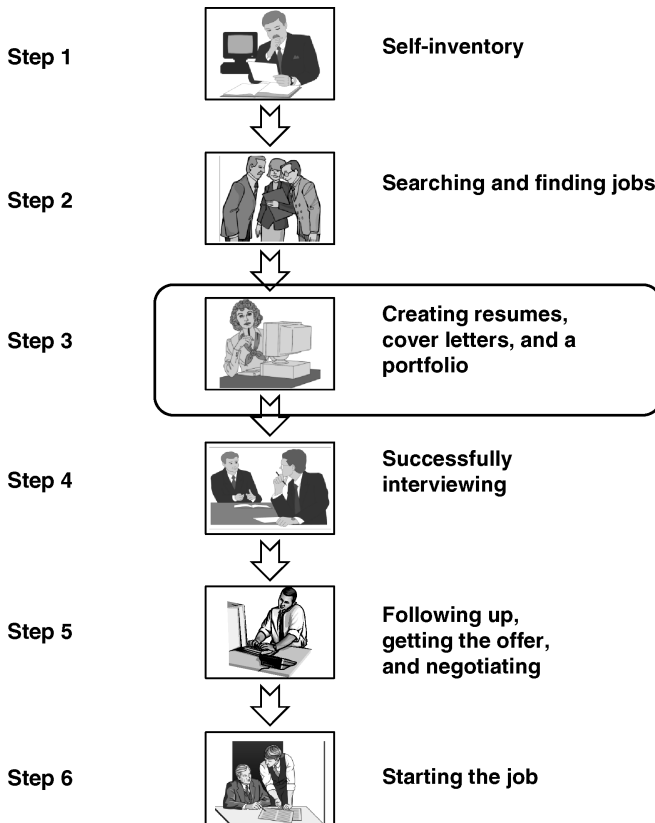 Step 1
Self-inventory
Step 2
Searching and finding jobs
Step 3
Creating resumes,
cover letters, and a
portfolio
Step 4
Successfully
interviewing
Step 5
Following up,
getting the offer,
and negotiating
Step 6
Starting the job